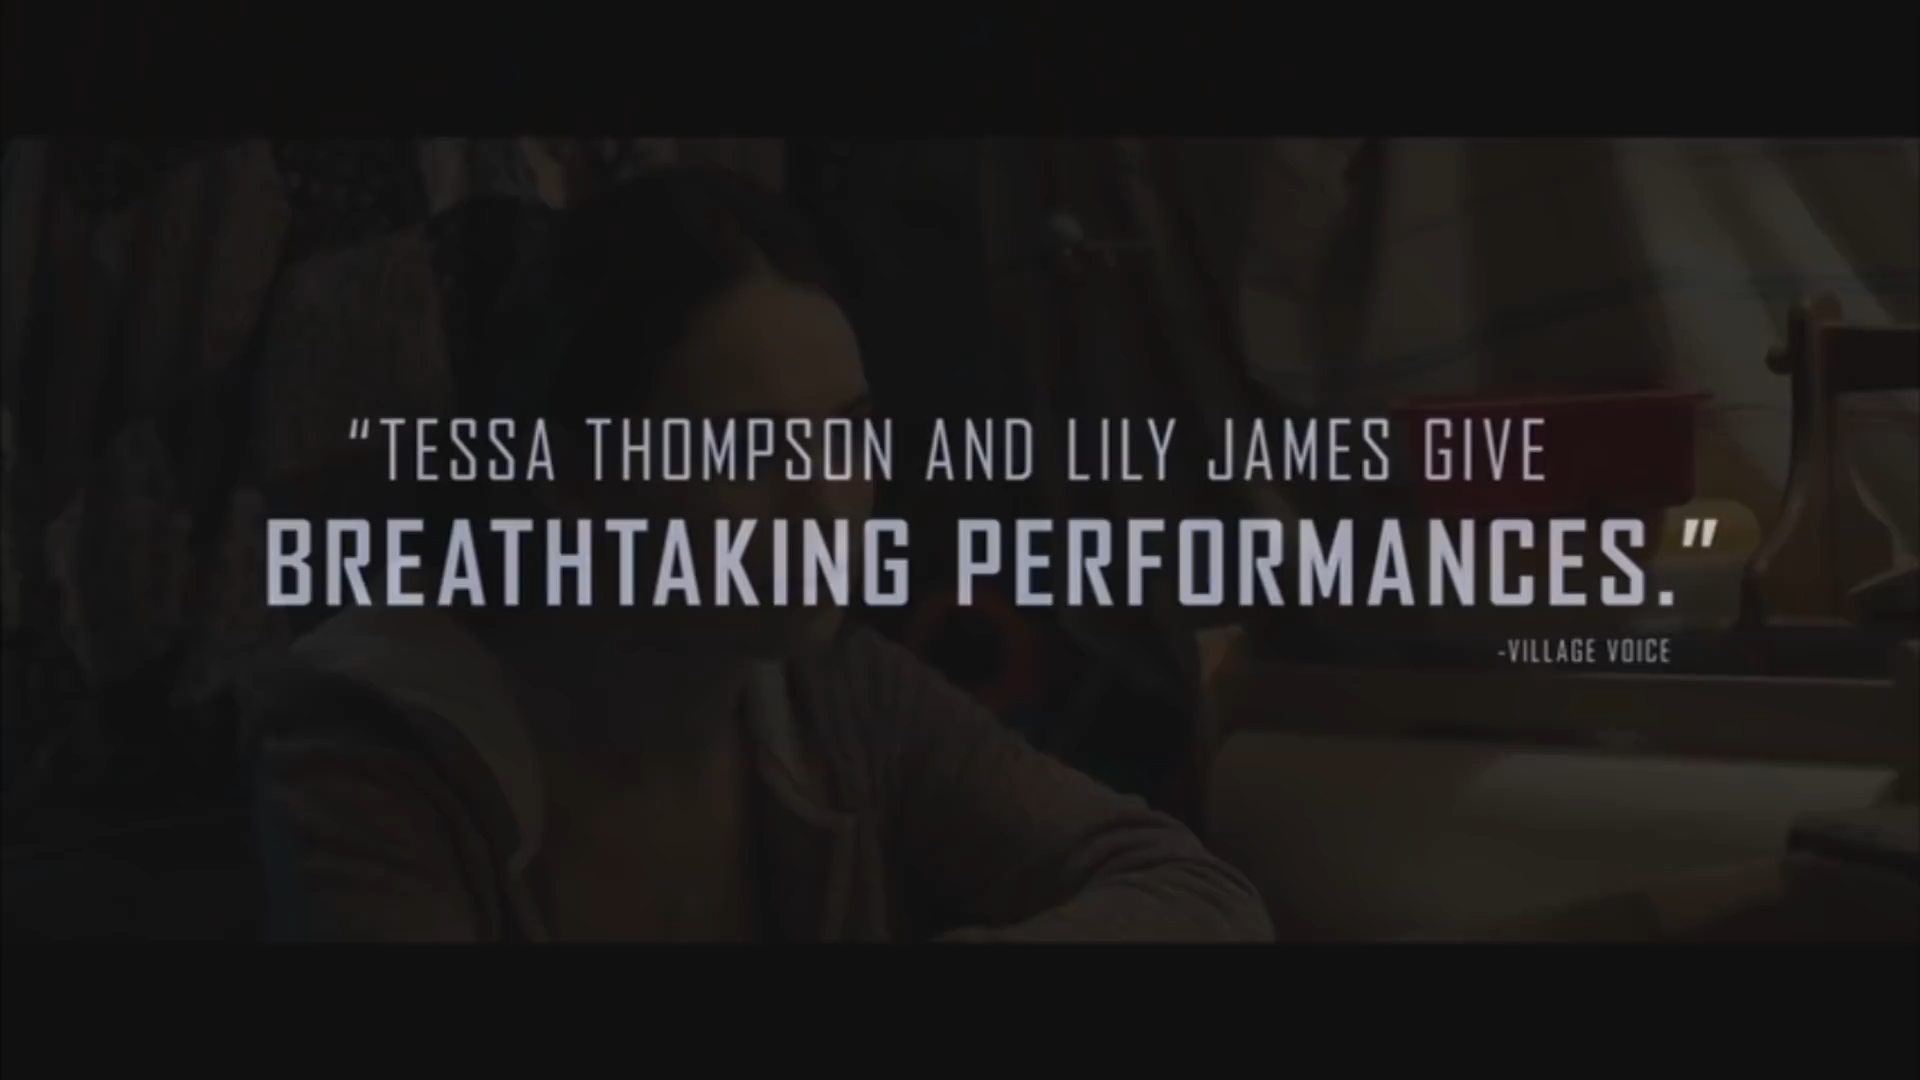 “TESSA THOMPSON AND LILY JAMES GIVE
BREATHTAKING PERFORMANCES.”
-VILLAGE VOICE